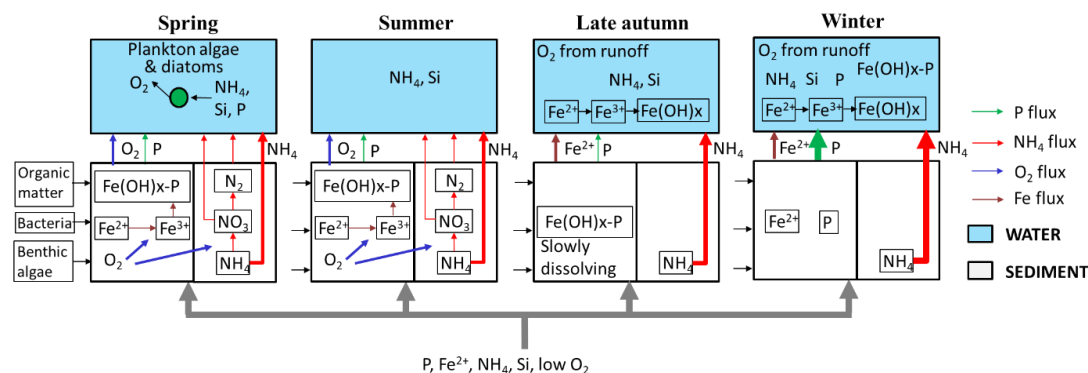 Spring
Summer
Late autumn
Winter
Plankton algae
& diatoms
O₂
NH₄,
Si, P
NH₄, Si
O₂ from runoff
NH₄, Si
Fe²⁺
Fe³⁺
Fe(OH)x
O₂ from runoff
NH₄ Si P
Fe(OH)x-P
Fe²⁺
Fe³⁺
Fe(OH)x
O₂
P
NH₄
O₂
P
NH₄
Fe²⁺
P
NH₄
Fe²⁺
P
NH₄
P flux
NH₄ flux
O₂ flux
Fe flux
WATER
SEDIMENT
Organic
matter
Bacteria
Benthic
algae
Fe(OH)x-P
Fe²⁺
Fe³⁺
O₂
N₂
NO₃
NH₄
Fe(OH)x-P
Fe²⁺
Fe³⁺
O₂
N₂
NO₃
NH₄
Fe(OH)x-P
Slowly
dissolving
NH₄
Fe²⁺
P
NH₄
P, Fe²⁺, NH₄, Si, low O₂